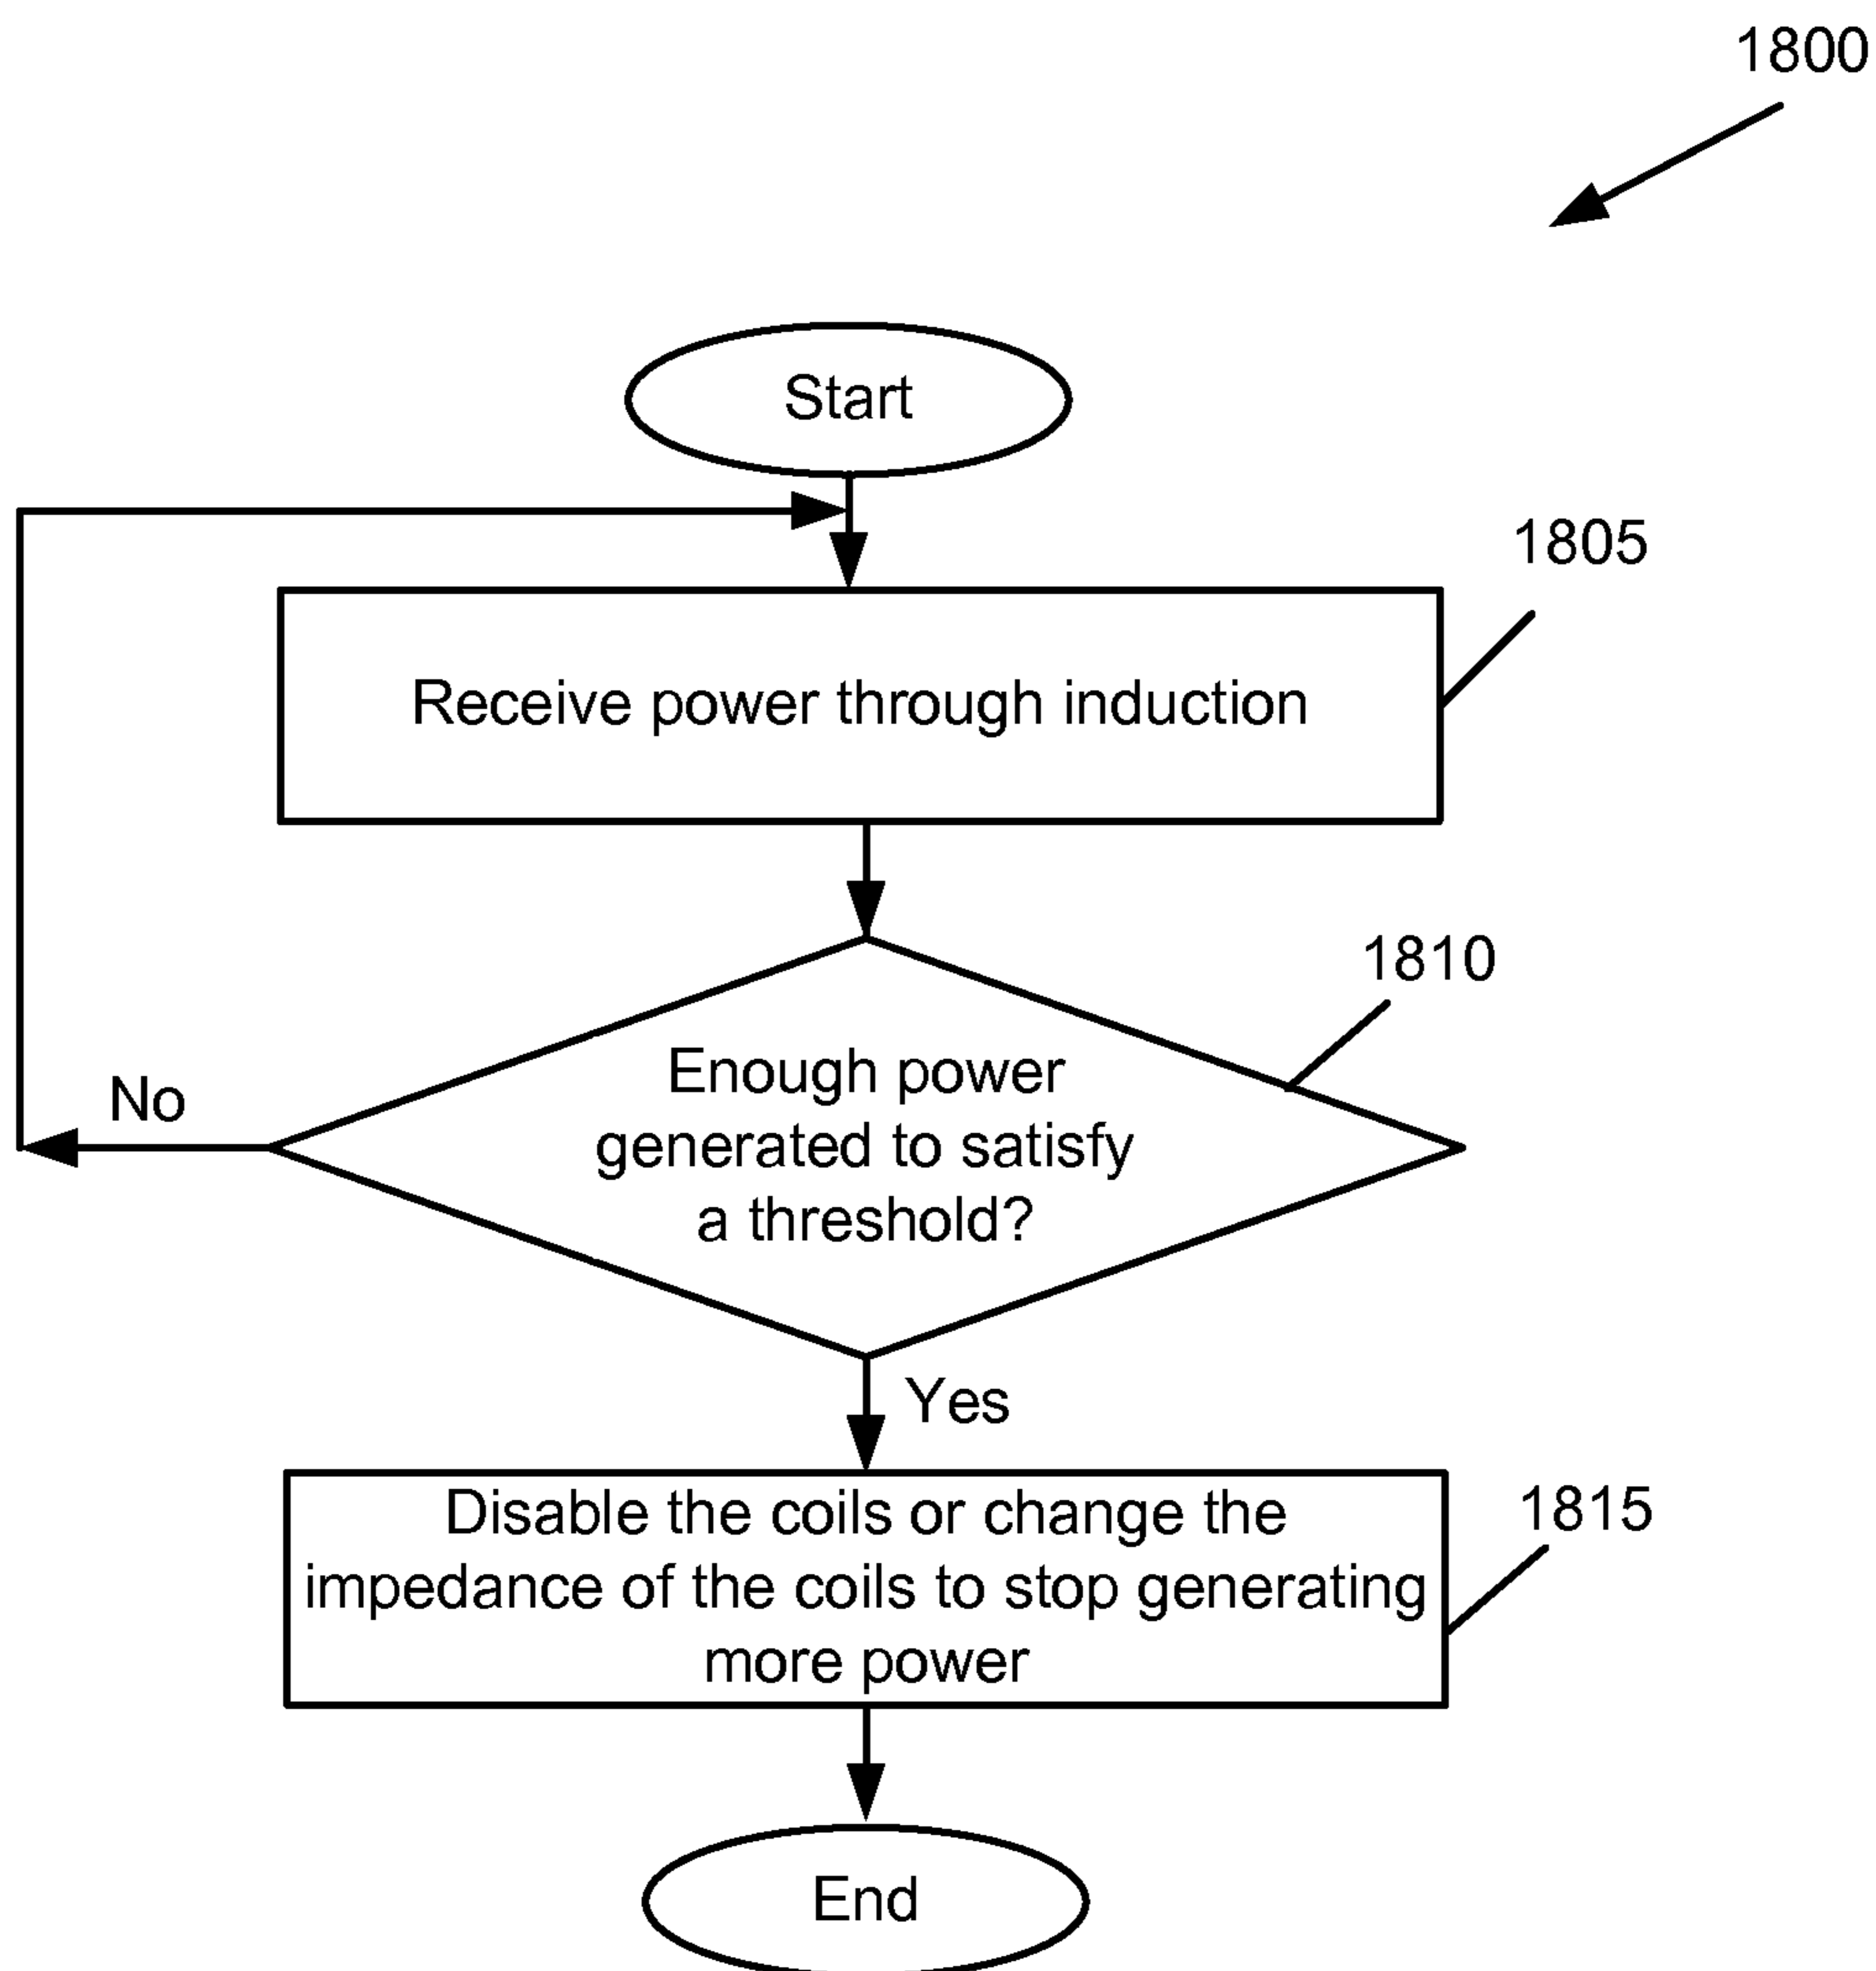 1800
Start
1805
Receive power through induction
1810
Enough power
generated to satisfy
a threshold?
No
Yes
Disable the coils or change the
impedance of the coils to stop generating
more power
1815
End